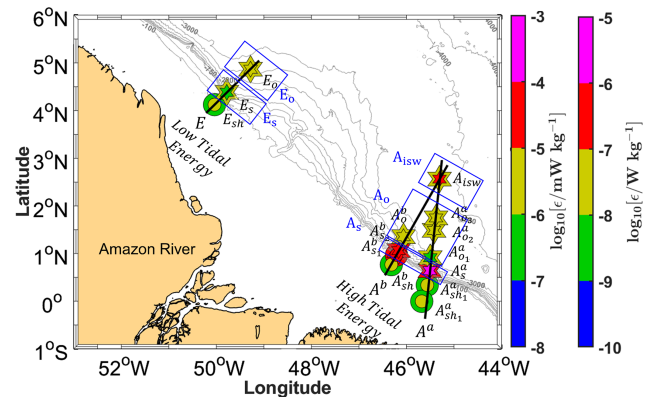 6°N
5°N
4°N
3°N
2°N
1°N
0°
1°S
Latitude
52°W
50°W
48°W
46°W
44°W
Longitude
Amazon River
Low Tidal
Energy
High Tidal
Energy
-100
-3000
E_o
E_o
E_s
E_s
E_sh
E
A_isw
A_isw
A_o
A_s
A^b_o
A^b_s
A^b_s1
A^b_sh
A^b
A^a_o2
A^a_o1
A^a_s
A^a_sh1
A^a_sh1
A^a
-3
-4
-5
-6
-7
-8
log₁₀[ϵ/mW kg⁻¹]
-5
-6
-7
-8
-9
-10
log₁₀[ϵ/W kg⁻¹]